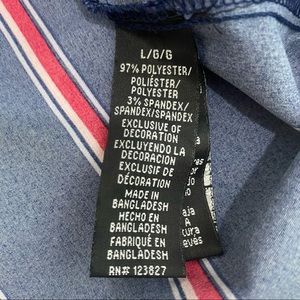 L/G/G
97% POLYESTER/
POLIÉSTER/
POLYESTER
3% SPANDEX/
SPANDEX/SPANDEX
EXCLUSIVE OF
DECORATION
EXCLUYENDO LA
DECORACION
EXCLUSIF DE
DÉCORATION
MADE IN
BANGLADESH
HECHO EN
BANGLADESH
FABRIQUÉ EN
BANGLADESH
RN# 123827